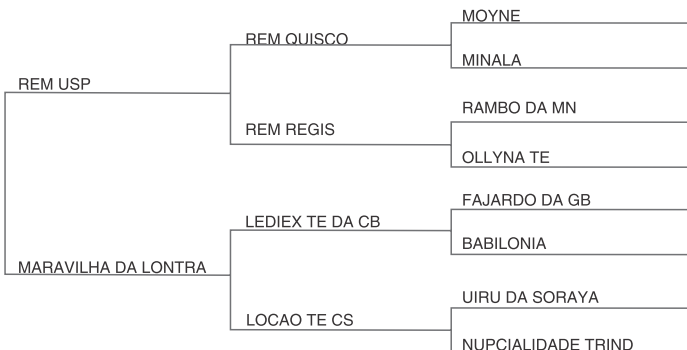 MOYNE
REM QUISCO
MINALA
REM USP
RAMBO DA MN
REM REGIS
OLLYNA TE
FAJARDO DA GB
LEDIEX TE DA CB
BABILONIA
MARAVILHA DA LONTRA
UIRU DA SORAYA
LOCAO TE CS
NUPCIALIDADE TRIND